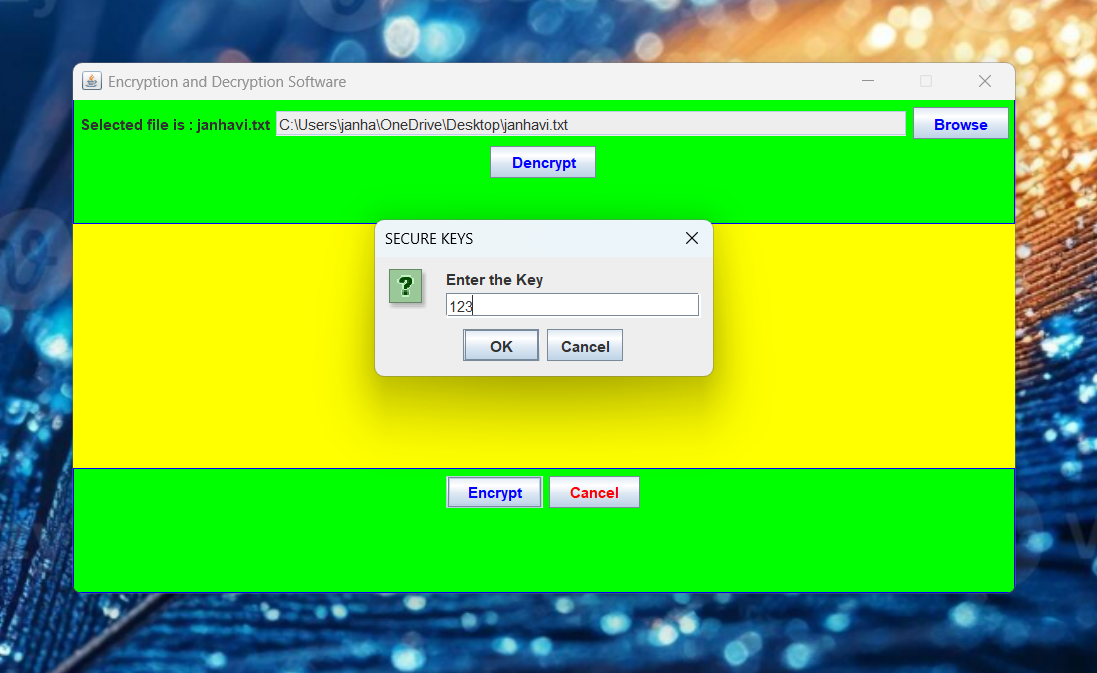 Encryption and Decryption Software
Selected file is : janhavi.txt C:\Users\janha\OneDrive\Desktop\janhavi.txt Browse
Dencrypt
SECURE KEYS
?
Enter the Key
123
OK Cancel
Encrypt Cancel